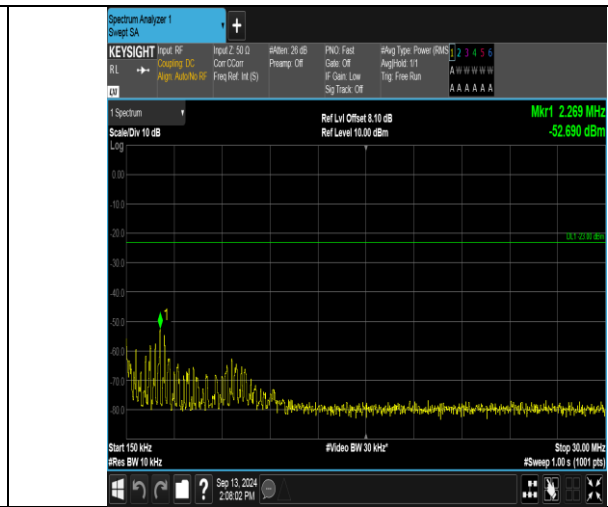 Spectrum Analyzer 1
Swept SA
+
KEYSIGHT Input: RF Input Z: 50 Ω #Atten: 26 dB PNO: Fast #Avg Type: Power (RMS 1 2 3 4 5 6
RL Coupling: DC Corr CCorr Preamp: Off Gate: Off Avg|Hold: 1/1 A W W W W W
Align: Auto/No RF Freq Ref: Int (S) IF Gain: Low Trig: Free Run
LXI Sig Track: Off A A A A A A
1 Spectrum Ref Lvl Offset 8.10 dB Mkr1 2.269 MHz
Scale/Div 10 dB Ref Level 10.00 dBm -52.690 dBm
Log
0.00
-10.0
-20.0
DL1 -23.00 dBm
-30.0
-40.0
1
-50.0
-60.0
-70.0
-80.0
Start 150 kHz #Video BW 30 kHz* Stop 30.00 MHz
#Res BW 10 kHz #Sweep 1.00 s (1001 pts)
? Sep 13, 2024
2:08:02 PM